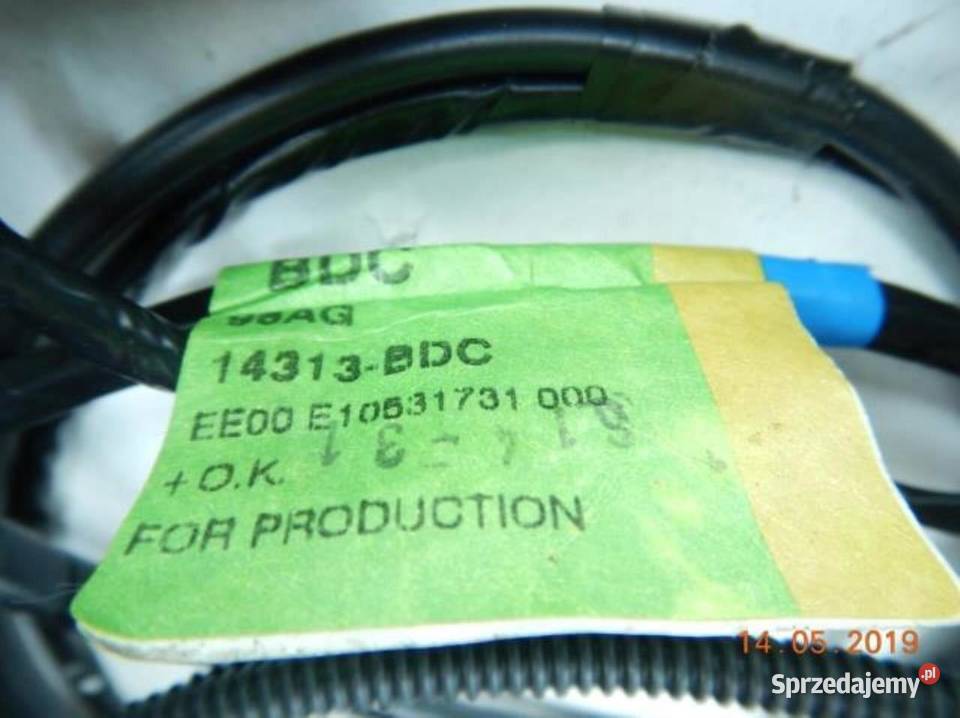 BDC
98AG
14313-BDC
EE00 E10531731 000
+O.K.
FOR PRODUCTION
14.05.2019
Sprzedajemy.pl